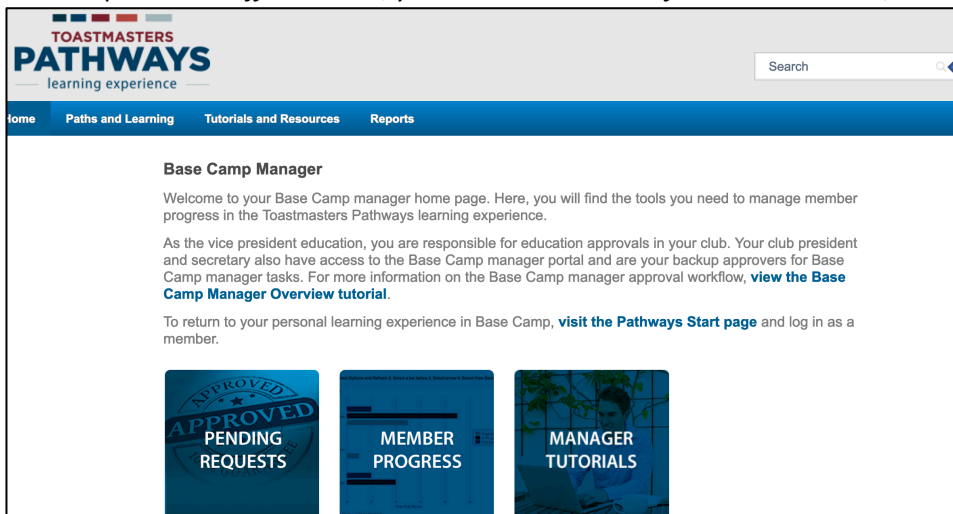 TOASTMASTERS
PATHWAYS
learning experience
Search
Home Paths and Learning Tutorials and Resources Reports
Base Camp Manager
Welcome to your Base Camp manager home page. Here, you will find the tools you need to manage member
progress in the Toastmasters Pathways learning experience.
As the vice president education, you are responsible for education approvals in your club. Your club president
and secretary also have access to the Base Camp manager portal and are your backup approvers for Base
Camp manager tasks. For more information on the Base Camp manager approval workflow, view the Base
Camp Manager Overview tutorial.
To return to your personal learning experience in Base Camp, visit the Pathways Start page and log in as a
member.
APPROVED
APPROVED
PENDING
REQUESTS
MEMBER
PROGRESS
MANAGER
TUTORIALS